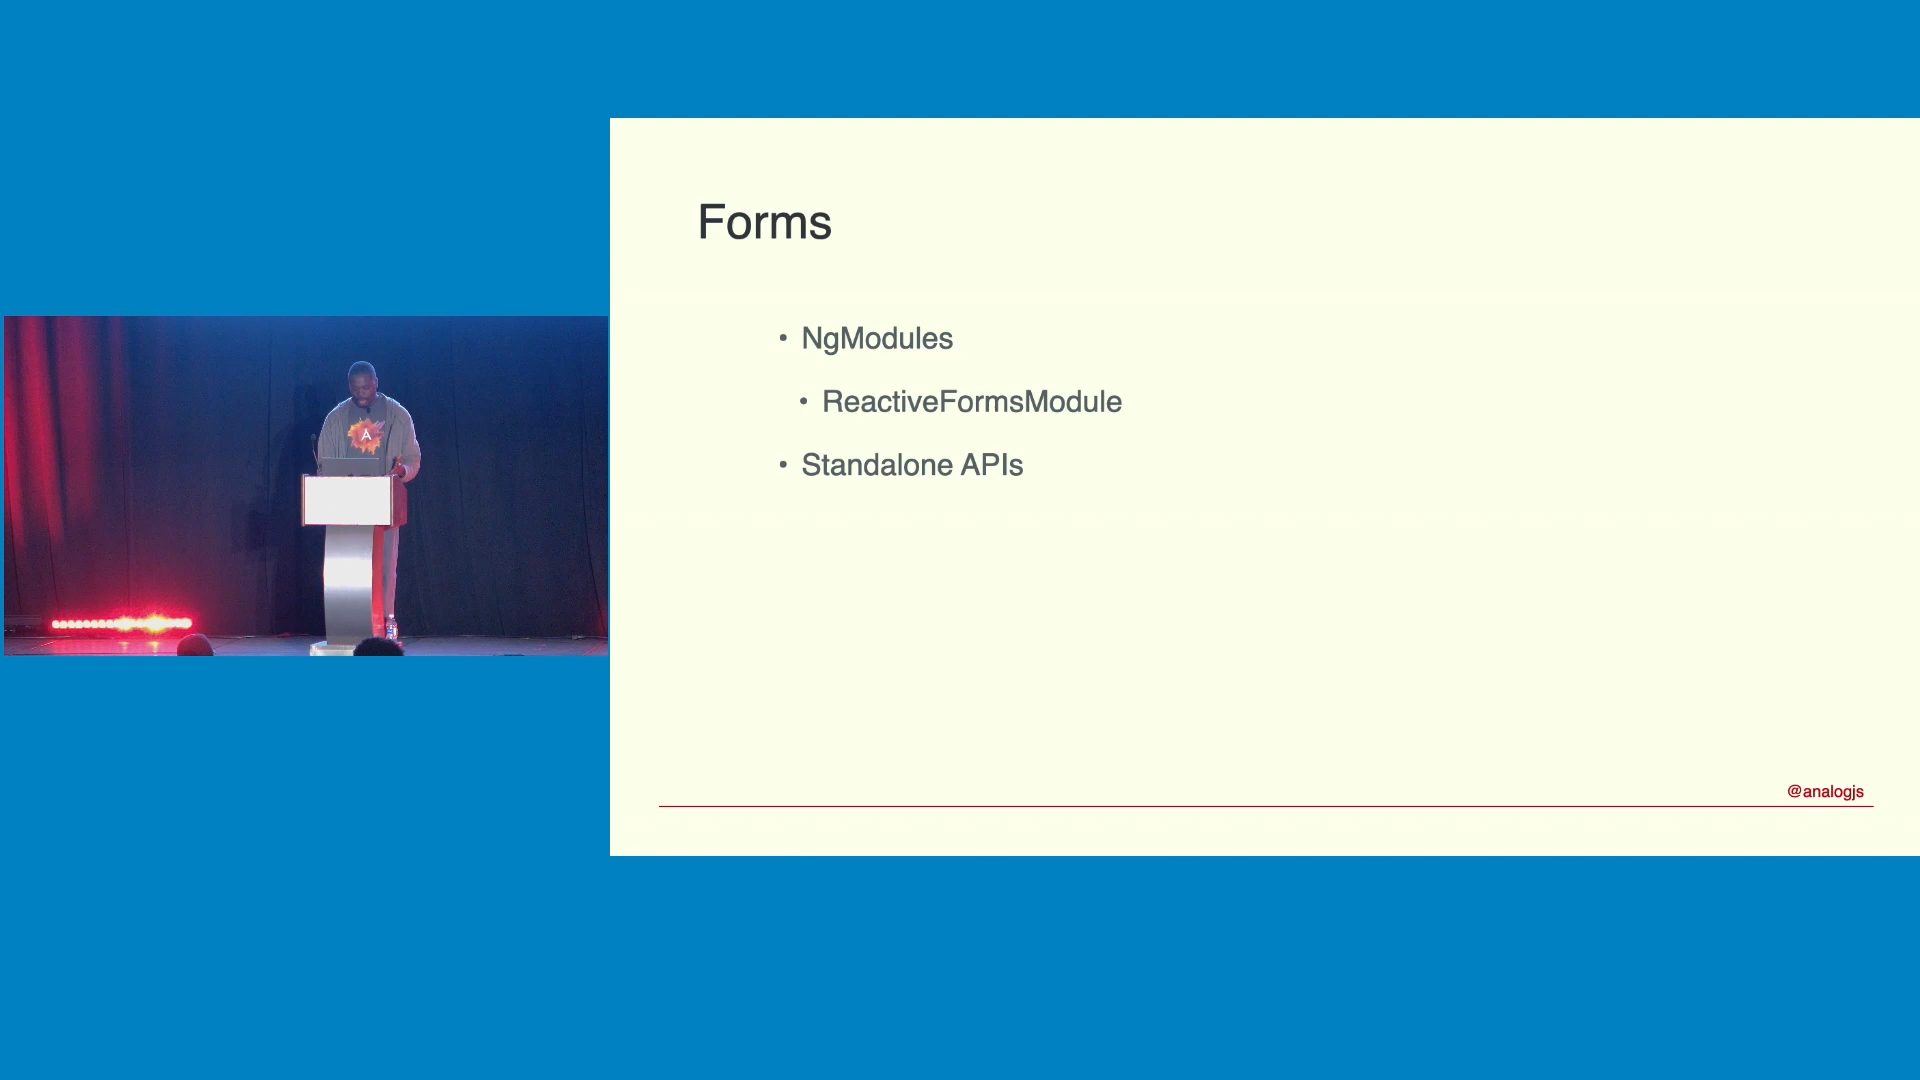 Forms
• NgModules
• ReactiveFormsModule
• Standalone APIs
@analogjs
A